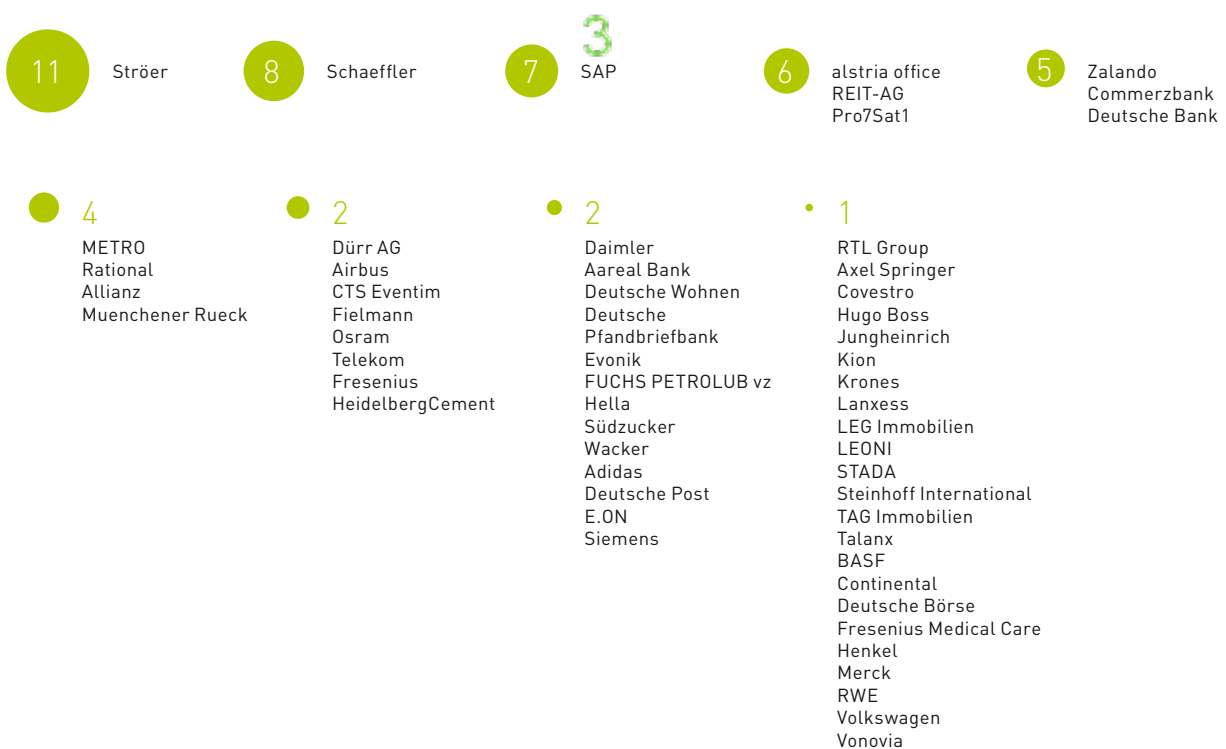 11
Ströer
8
Schaeffler
7
3
SAP
6
alstria office
REIT-AG
Pro7Sat1
5
Zalando
Commerzbank
Deutsche Bank
4
METRO
Rational
Allianz
Muenchener Rueck
2
Dürr AG
Airbus
CTS Eventim
Fielmann
Osram
Telekom
Fresenius
HeidelbergCement
2
Daimler
Aareal Bank
Deutsche Wohnen
Deutsche
Pfandbriefbank
Evonik
FUCHS PETROLUB vz
Hella
Südzucker
Wacker
Adidas
Deutsche Post
E.ON
Siemens
1
RTL Group
Axel Springer
Covestro
Hugo Boss
Jungheinrich
Kion
Krones
Lanxess
LEG Immobilien
LEONI
STADA
Steinhoff International
TAG Immobilien
Talanx
BASF
Continental
Deutsche Börse
Fresenius Medical Care
Henkel
Merck
RWE
Volkswagen
Vonovia